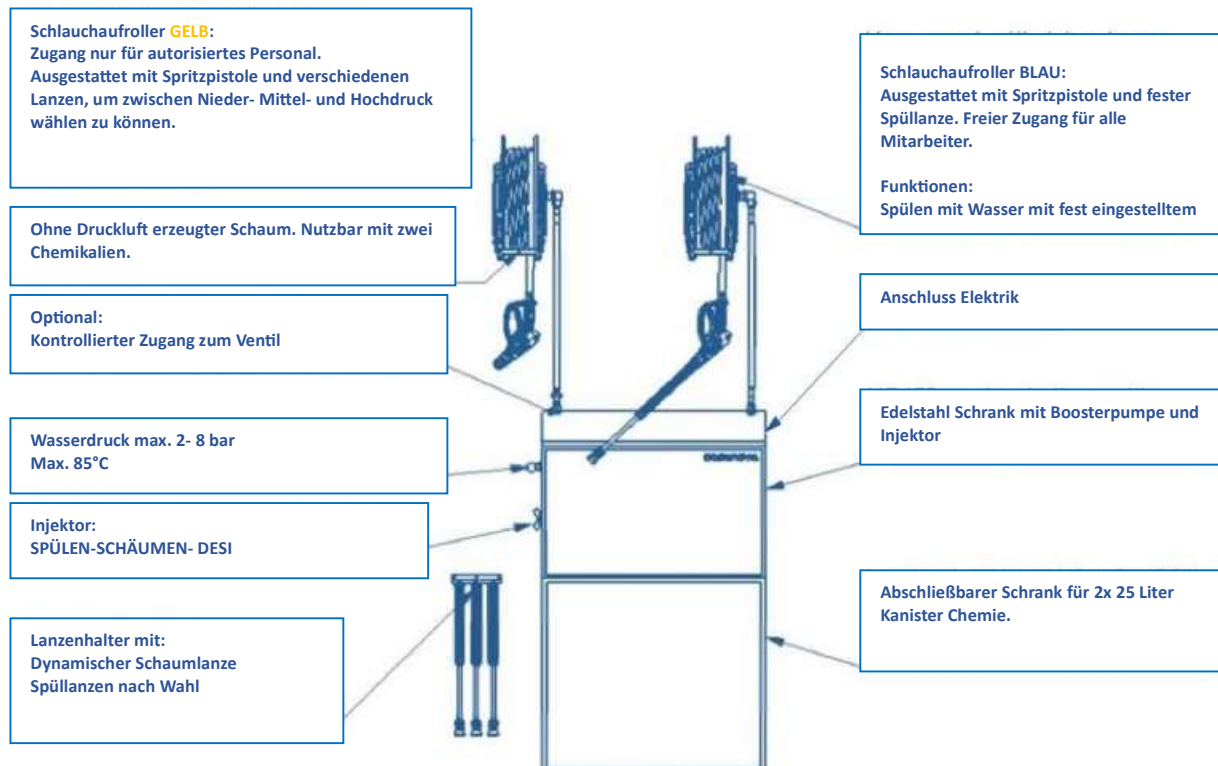 Schlauchaufroller GELB:
Zugang nur für autorisiertes Personal.
Ausgestattet mit Spritzpistole und verschiedenen
Lanzen, um zwischen Nieder- Mittel- und Hochdruck
wählen zu können.
Ohne Druckluft erzeugter Schaum. Nutzbar mit zwei
Chemikalien.
Optional:
Kontrollierter Zugang zum Ventil
Wasserdruck max. 2- 8 bar
Max. 85°C
Injektor:
SPÜLEN-SCHÄUMEN- DESI
Lanzenhalter mit:
Dynamischer Schaumlanze
Spüllanzen nach Wahl
Schlauchaufroller BLAU:
Ausgestattet mit Spritzpistole und fester
Spüllanze. Freier Zugang für alle
Mitarbeiter.
Funktionen:
Spülen mit Wasser mit fest eingestelltem
Anschluss Elektrik
Edelstahl Schrank mit Boosterpumpe und
Injektor
Abschließbarer Schrank für 2x 25 Liter
Kanister Chemie.